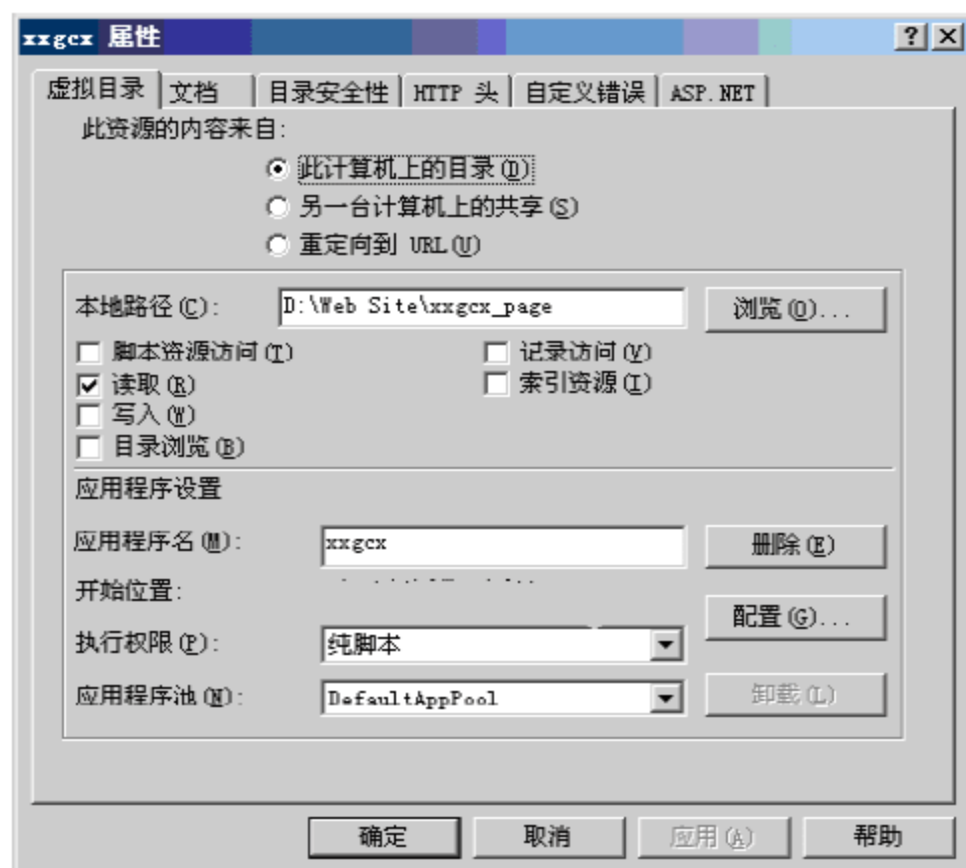 xxgcx 属性
虚拟目录 文档 目录安全性 HTTP 头 自定义错误 ASP.NET
此资源的内容来自:
此计算机上的目录(D)
另一台计算机上的共享(S)
重定向到 URL(U)
本地路径(C): D:\Web Site\xxgcx_page 浏览(O)...
脚本资源访问(T) 记录访问(V)
读取(R) 索引资源(I)
写入(W)
目录浏览(B)
应用程序设置
应用程序名(M): xxgcx 删除(E)
开始位置:
配置(G)...
执行权限(P): 纯脚本
应用程序池(N): DefaultAppPool 卸载(L)
确定 取消 应用(A) 帮助